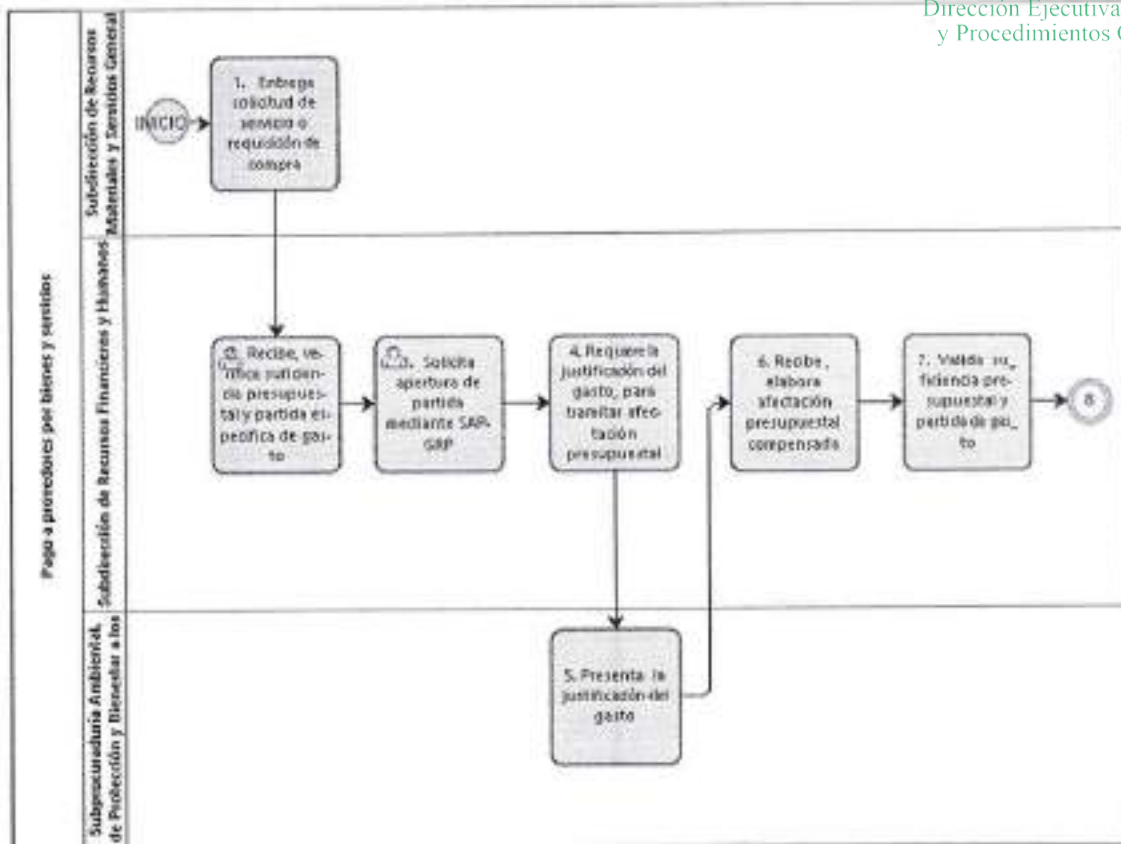 Dirección Ejecutiva
y Procedimientos
Pago a provedores por bienes y servicios
Subdirección de Recursos
Materiales y Servicios General
INICIO
1. Entrega
solicitud de
servicio o
requisición de
compra
Subdirección de Recursos Financieros y Humanos
Recibe, ve-
rifica suficien-
cia presupues-
tal y partida es-
pecífica de gas-
to
3. Solicita
apertura de
partida
mediante SAP-
GRP
4. Requiere la
justificación del
gasto, para
tramitar afec-
tación
presupuestal
6. Recibe,
elabora
afectación
presupuestal
compensada
7. Valida su_
ficiencia pre-
supuestal y
partida de gas_
to
8
Subprocuraduría Ambiental,
de Protección y Bienestar a los
5. Presenta la
justificación del
gasto